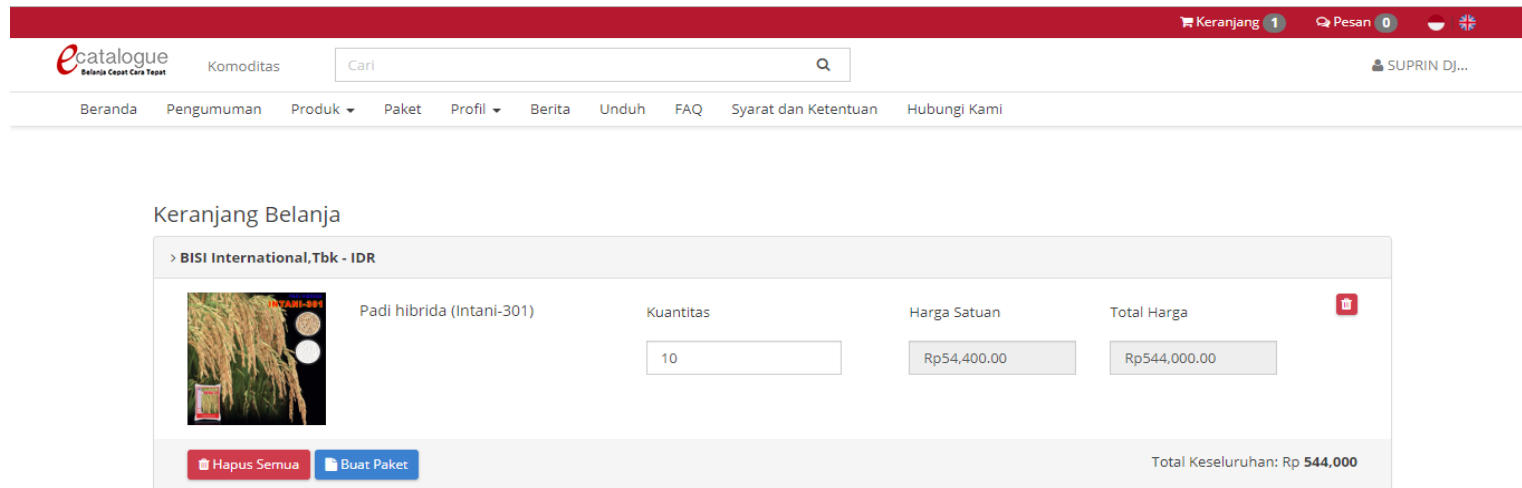 Keranjang 1 Pesan 0
ecatalogue
Belanja Cepat Cara Tepat
Komoditas
Cari
SUPRIN DJ...
Beranda Pengumuman Produk Paket Profil Berita Unduh FAQ Syarat dan Ketentuan Hubungi Kami
Keranjang Belanja
> BISI International,Tbk - IDR
INTANI-301
Padi hibrida (Intani-301)
Kuantitas
Harga Satuan
Total Harga
10
Rp54,400.00
Rp544,000.00
Hapus Semua
Buat Paket
Total Keseluruhan: Rp 544,000